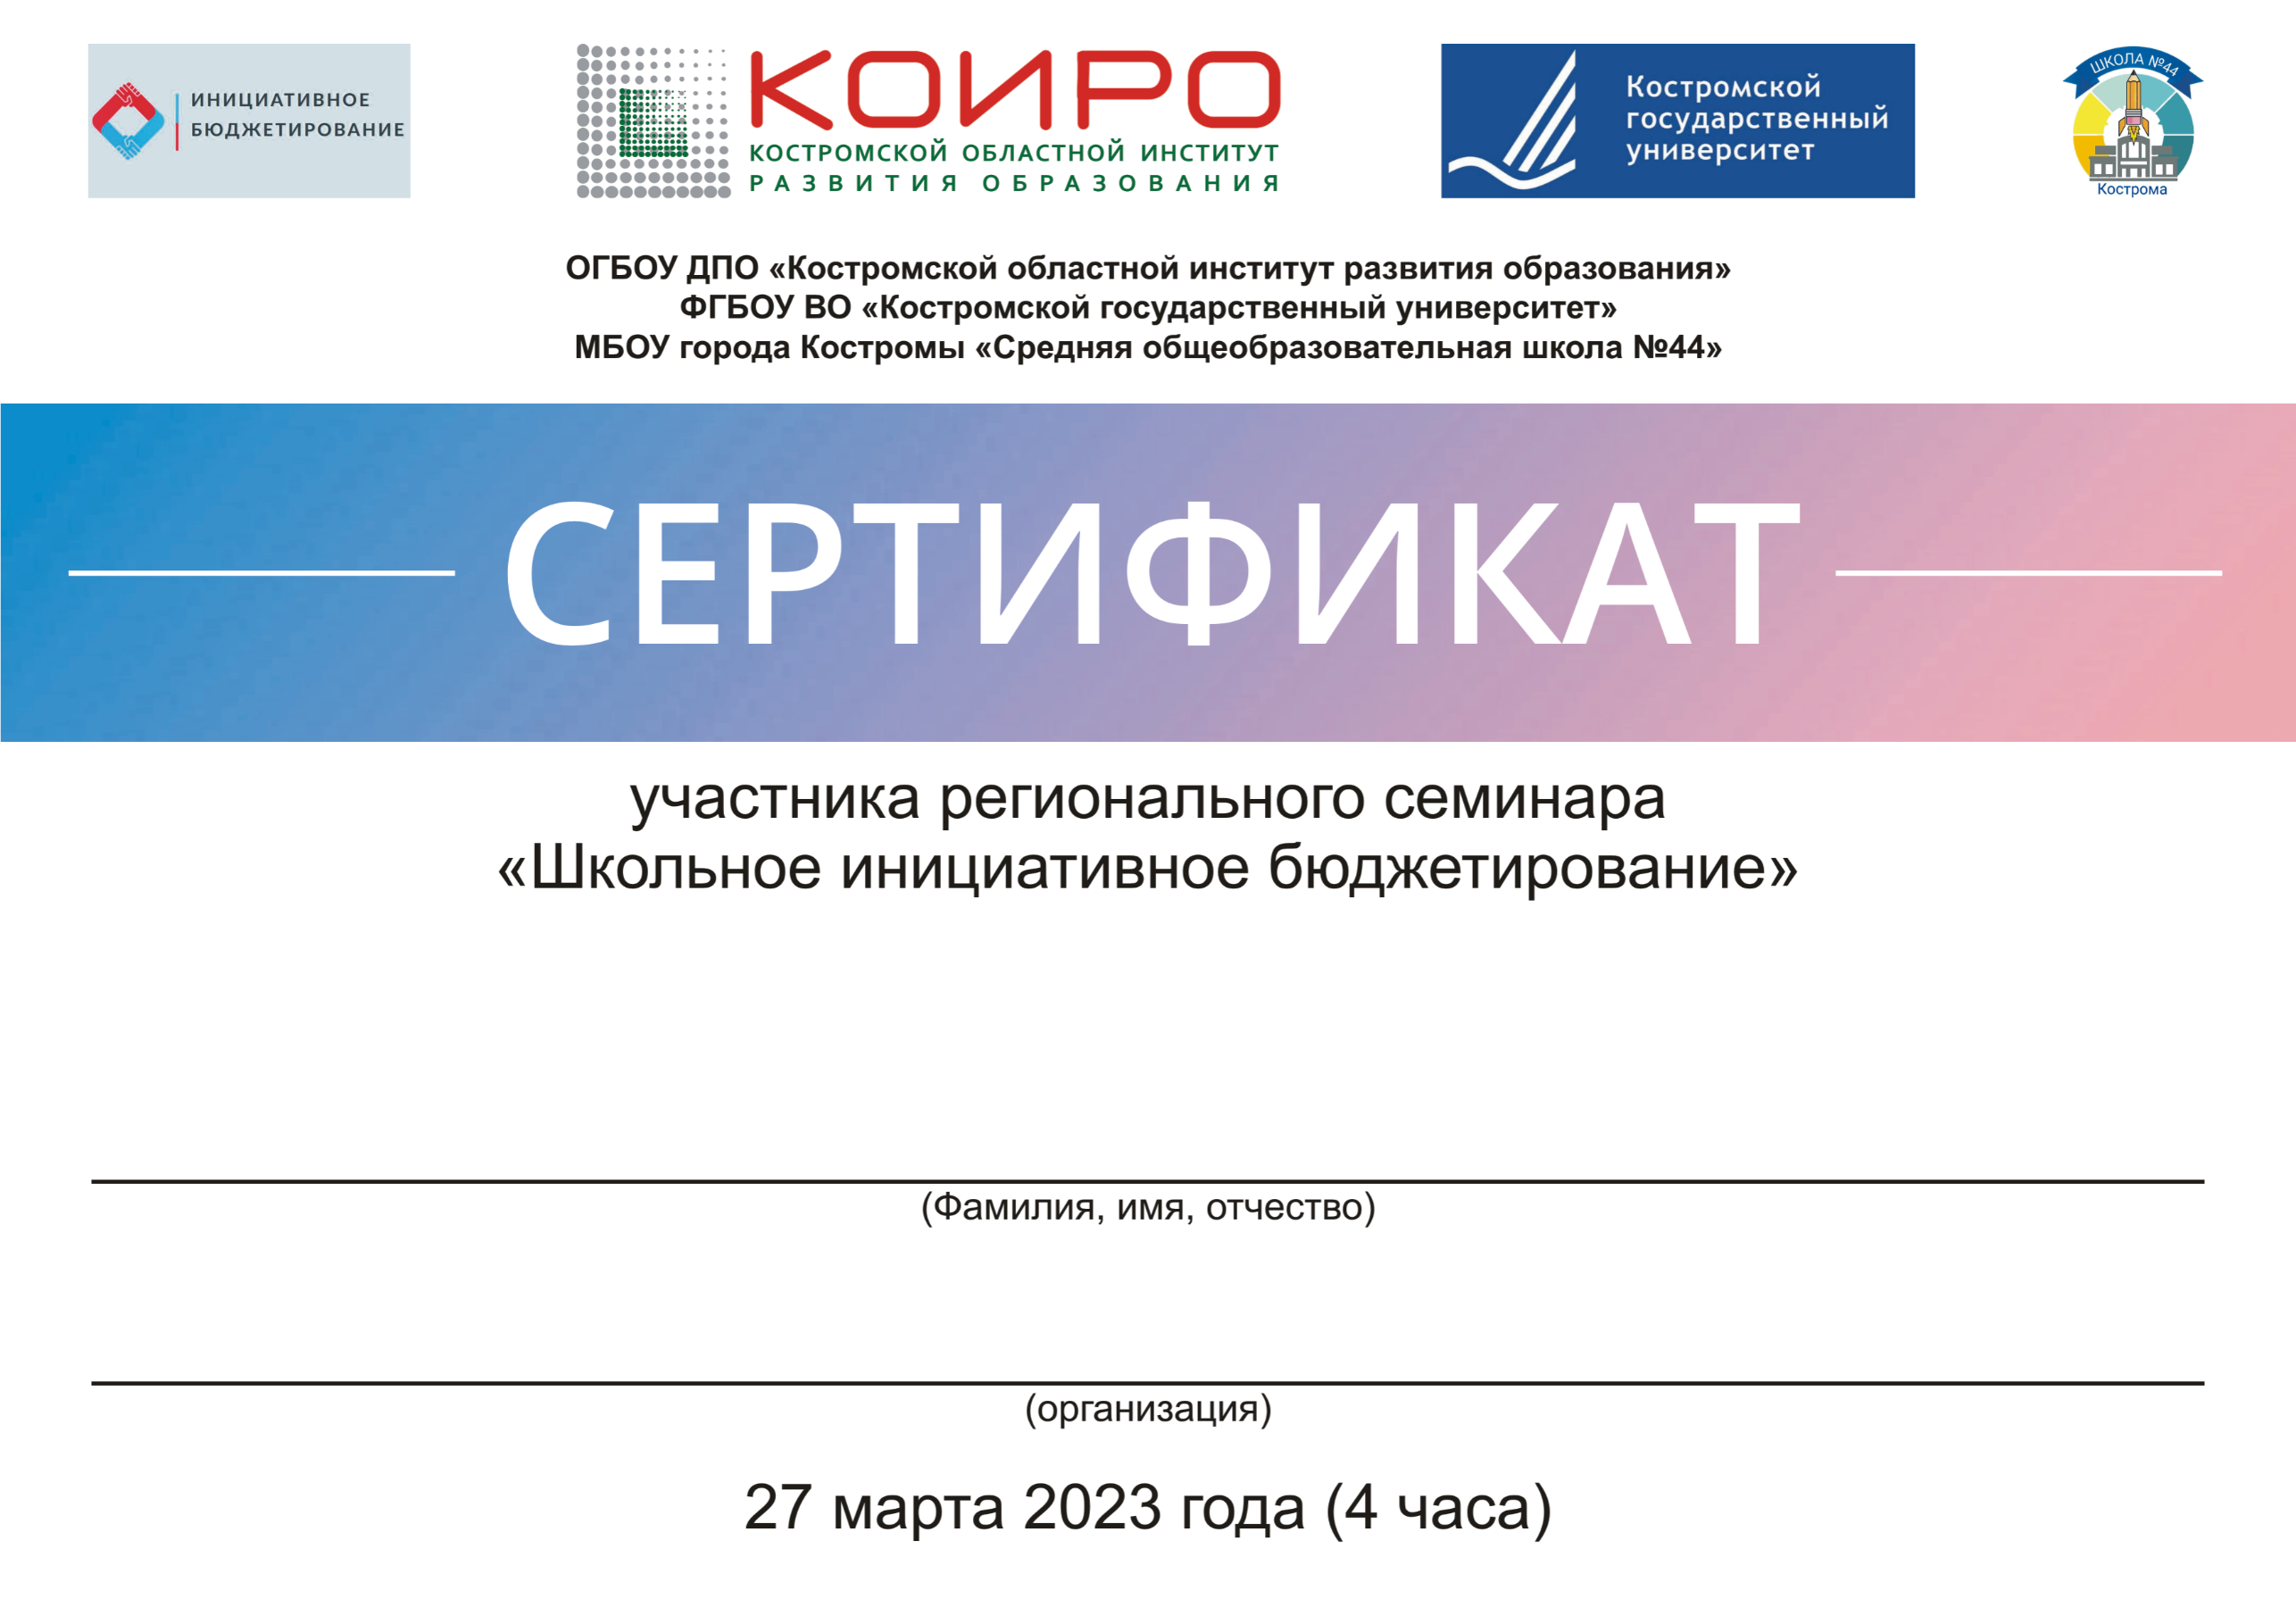 ИНИЦИАТИВНОЕ
БЮДЖЕТИРОВАНИЕ
КОИРО
КОСТРОМСКОЙ ОБЛАСТНОЙ ИНСТИТУТ
РАЗВИТИЯ ОБРАЗОВАНИЯ
Костромской
государственный
университет
ШКОЛА №44
Кострома
ОГБОУ ДПО «Костромской областной институт развития образования»
ФГБОУ ВО «Костромской государственный университет»
МБОУ города Костромы «Средняя общеобразовательная школа №44»
СЕРТИФИКАТ
участника регионального семинара
«Школьное инициативное бюджетирование»
(Фамилия, имя, отчество)
(организация)
27 марта 2023 года (4 часа)